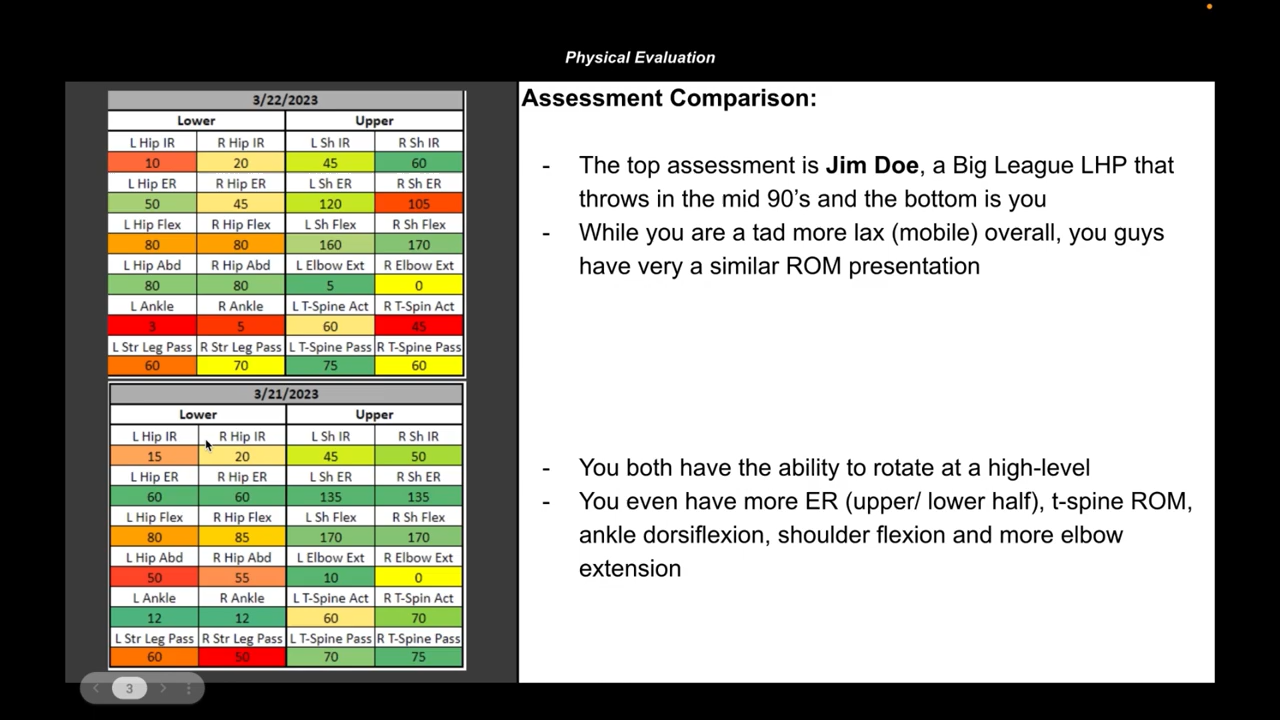 Physical Evaluation
3/22/2023
Lower Upper
L Hip IR R Hip IR L Sh IR R Sh IR
10 20 45 60
L Hip ER R Hip ER L Sh ER R Sh ER
50 45 120 105
L Hip Flex R Hip Flex L Sh Flex R Sh Flex
80 80 160 170
L Hip Abd R Hip Abd L Elbow Ext R Elbow Ext
80 80 5 0
L Ankle R Ankle L T-Spine Act R T-Spin Act
3 5 60 45
L Str Leg Pass R Str Leg Pass L T-Spine Pass R T-Spine Pass
60 70 75 60
3/21/2023
Lower Upper
L Hip IR R Hip IR L Sh IR R Sh IR
15 20 45 50
L Hip ER R Hip ER L Sh ER R Sh ER
60 60 135 135
L Hip Flex R Hip Flex L Sh Flex R Sh Flex
80 85 170 170
L Hip Abd R Hip Abd L Elbow Ext R Elbow Ext
50 55 10 0
L Ankle R Ankle L T-Spine Act R T-Spin Act
12 12 60 70
L Str Leg Pass R Str Leg Pass L T-Spine Pass R T-Spine Pass
60 50 70 75
3
Assessment Comparison:
- The top assessment is Jim Doe, a Big League LHP that
throws in the mid 90’s and the bottom is you
- While you are a tad more lax (mobile) overall, you guys
have very a similar ROM presentation
- You both have the ability to rotate at a high-level
- You even have more ER (upper/ lower half), t-spine ROM,
ankle dorsiflexion, shoulder flexion and more elbow
extension